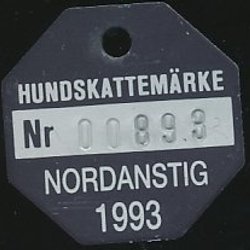 HUNDSKATTEMÄRKE
Nr 00893
NORDANSTIG
1993